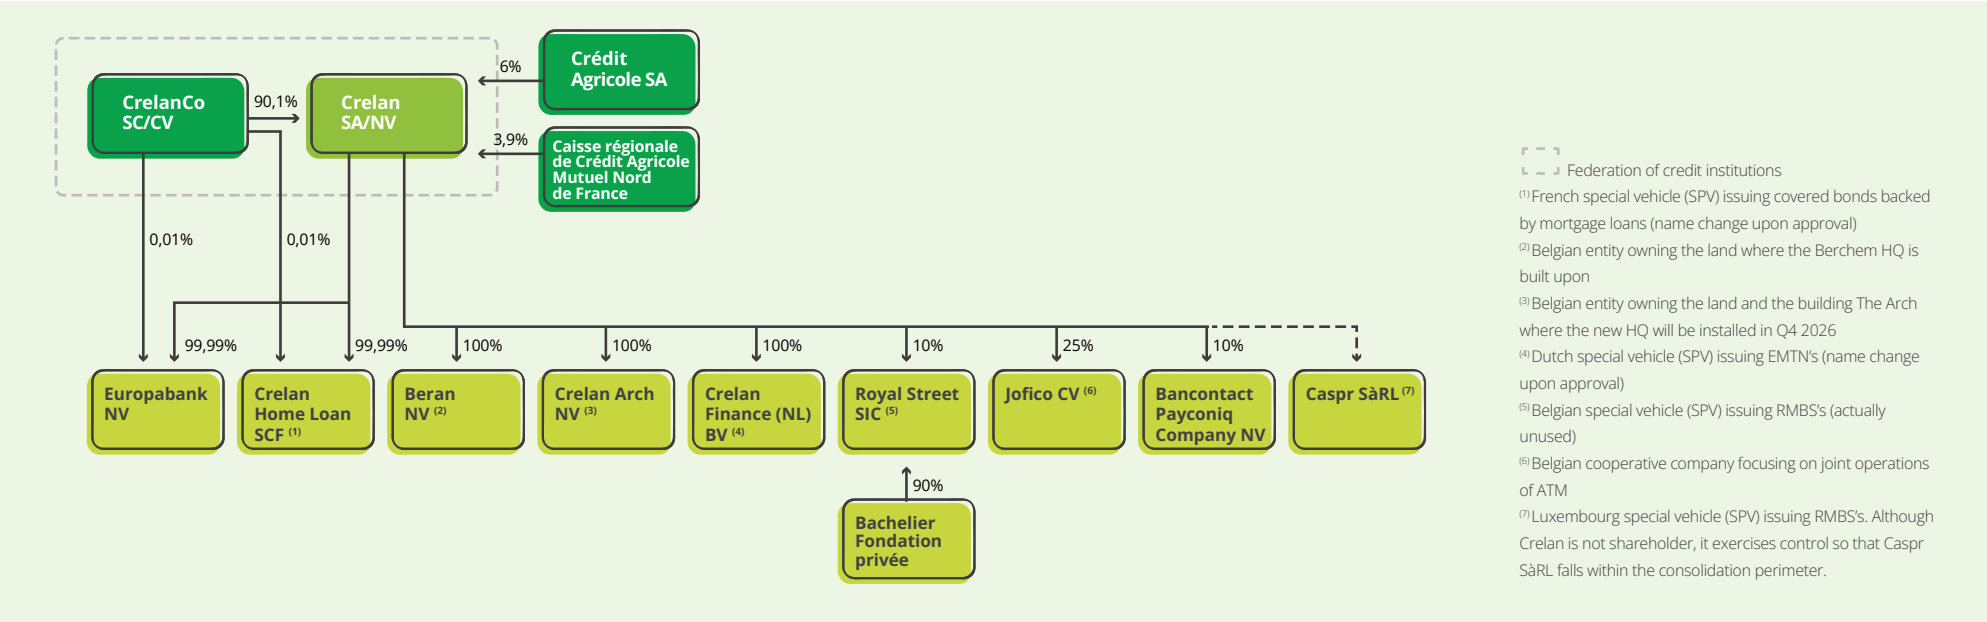 CrelanCo
SC/CV
90,1%
Crelan
SA/NV
6%
Crédit
Agricole SA
3,9%
Caisse régionale
de Crédit Agricole
Mutuel Nord
de France
0,01%
0,01%
99,99%
99,99%
100%
100%
100%
10%
25%
10%
Europabank
NV
Crelan
Home Loan
SCF (1)
Beran
NV (2)
Crelan Arch
NV (3)
Crelan
Finance (NL)
BV (4)
Royal Street
SIC (5)
Jofico CV (6)
Bancontact
Payconiq
Company NV
Caspr SàRL (7)
90%
Bachelier
Fondation
privée
Federation of credit institutions
(1) French special vehicle (SPV) issuing covered bonds backed
by mortgage loans (name change upon approval)
(2) Belgian entity owning the land where the Berchem HQ is
built upon
(3) Belgian entity owning the land and the building The Arch
where the new HQ will be installed in Q4 2026
(4) Dutch special vehicle (SPV) issuing EMTN's (name change
upon approval)
(5) Belgian special vehicle (SPV) issuing RMBS's (actually
unused)
(6) Belgian cooperative company focusing on joint operations
of ATM
(7) Luxembourg special vehicle (SPV) issuing RMBS's. Although
Crelan is not shareholder, it exercises control so that Caspr
SàRL falls within the consolidation perimeter.